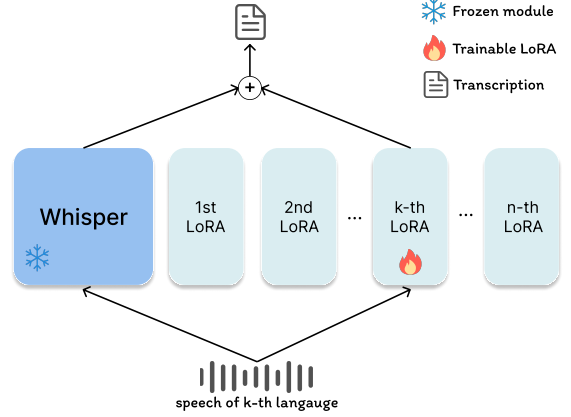 Frozen module
Trainable LoRA
Transcription
+
Whisper
1st
LoRA
2nd
LoRA
...
k-th
LoRA
...
n-th
LoRA
speech of k-th langauge